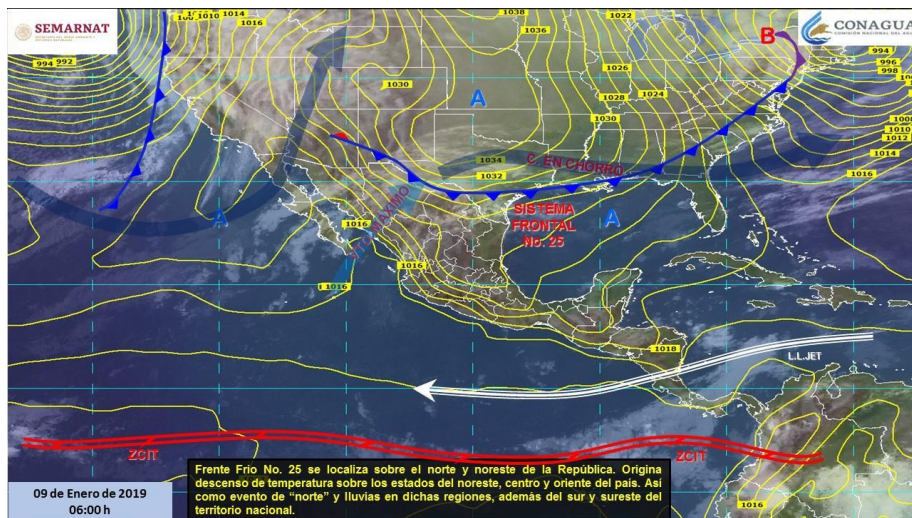 SEMARNAT
CONAGUA
COMISIÓN NACIONAL DEL AGUA
1010
1014
1016
1038
1036
1022
994
992
1030
1026
1028
1024
1030
B
994
996
998
1008
1010
1012
1014
1016
A
1034
1032
C. EN CHORRO
A
A
SISTEMA
FRONTAL
No. 25
1016
1016
1016
1018
L.L.JET
ZCIT
ZCIT
1016
Frente Frio No. 25 se localiza sobre el norte y noreste de la República. Origina
descenso de temperatura sobre los estados del noreste, centro y oriente del país. Así
como evento de “norte” y lluvias en dichas regiones, además del sur y sureste del
territorio nacional.
09 de Enero de 2019
06:00 h